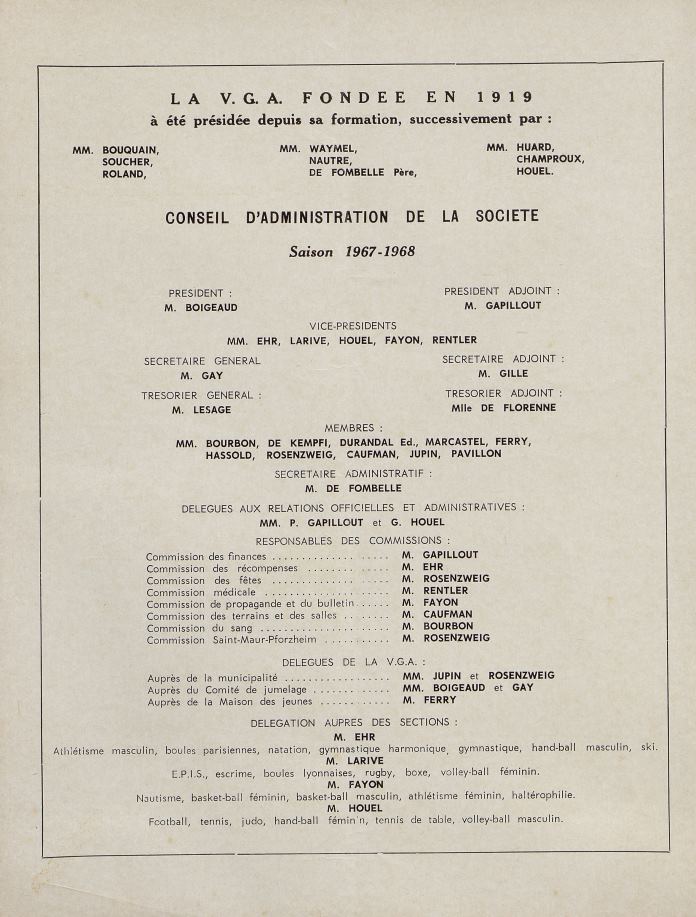 LA V.G.A. FONDEE EN 1919
à été présidée depuis sa formation, successivement par :
MM. BOUQUAIN,
SOUCHER,
ROLAND,
MM. WAYMEL,
NAUTRE,
DE FOMBELLE Père,
MM. HUARD,
CHAMPROUX,
HOUEL.
CONSEIL D'ADMINISTRATION DE LA SOCIETE
Saison 1967-1968
PRESIDENT :
M. BOIGEAUD
PRESIDENT ADJOINT :
M. GAPILLOUT
VICE-PRESIDENTS
MM. EHR, LARIVE, HOUEL, FAYON, RENTLER
SECRETAIRE GENERAL
M. GAY
SECRETAIRE ADJOINT :
M. GILLE
TRESORIER GENERAL :
M. LESAGE
TRESORIER ADJOINT :
Mlle DE FLORENNE
MEMBRES :
MM. BOURBON, DE KEMPFI, DURANDAL Ed., MARCASTEL, FERRY,
HASSOLD, ROSENZWEIG, CAUFMAN, JUPIN, PAVILLON
SECRETAIRE ADMINISTRATIF :
M. DE FOMBELLE
DELEGUES AUX RELATIONS OFFICIELLES ET ADMINISTRATIVES :
MM. P. GAPILLOUT et G. HOUEL
RESPONSABLES DES COMMISSIONS :
Commission des finances .................... M. GAPILLOUT
Commission des récompenses .............. M. EHR
Commission des fêtes .................... M. ROSENZWEIG
Commission médicale ..................... M. RENTLER
Commission de propagande et du bulletin...... M. FAYON
Commission des terrains et des salles ........ M. CAUFMAN
Commission du sang ...................... M. BOURBON
Commission Saint-Maur-Pforzheim ........... M. ROSENZWEIG
DELEGUES DE LA V.G.A. :
Auprès de la municipalité .................. MM. JUPIN et ROSENZWEIG
Auprès du Comité de jumelage ............. MM. BOIGEAUD et GAY
Auprès de la Maison des jeunes ............ M. FERRY
DELEGATION AUPRES DES SECTIONS :
M. EHR
Athlétisme masculin, boules parisiennes, natation, gymnastique harmonique, gymnastique, hand-ball masculin, ski.
M. LARIVE
E.P.I.S., escrime, boules lyonnaises, rugby, boxe, volley-ball féminin.
M. FAYON
Nautisme, basket-ball féminin, basket-ball masculin, athlétisme féminin, haltérophilie.
M. HOUEL
Football, tennis, judo, hand-ball féminin, tennis de table, volley-ball masculin.